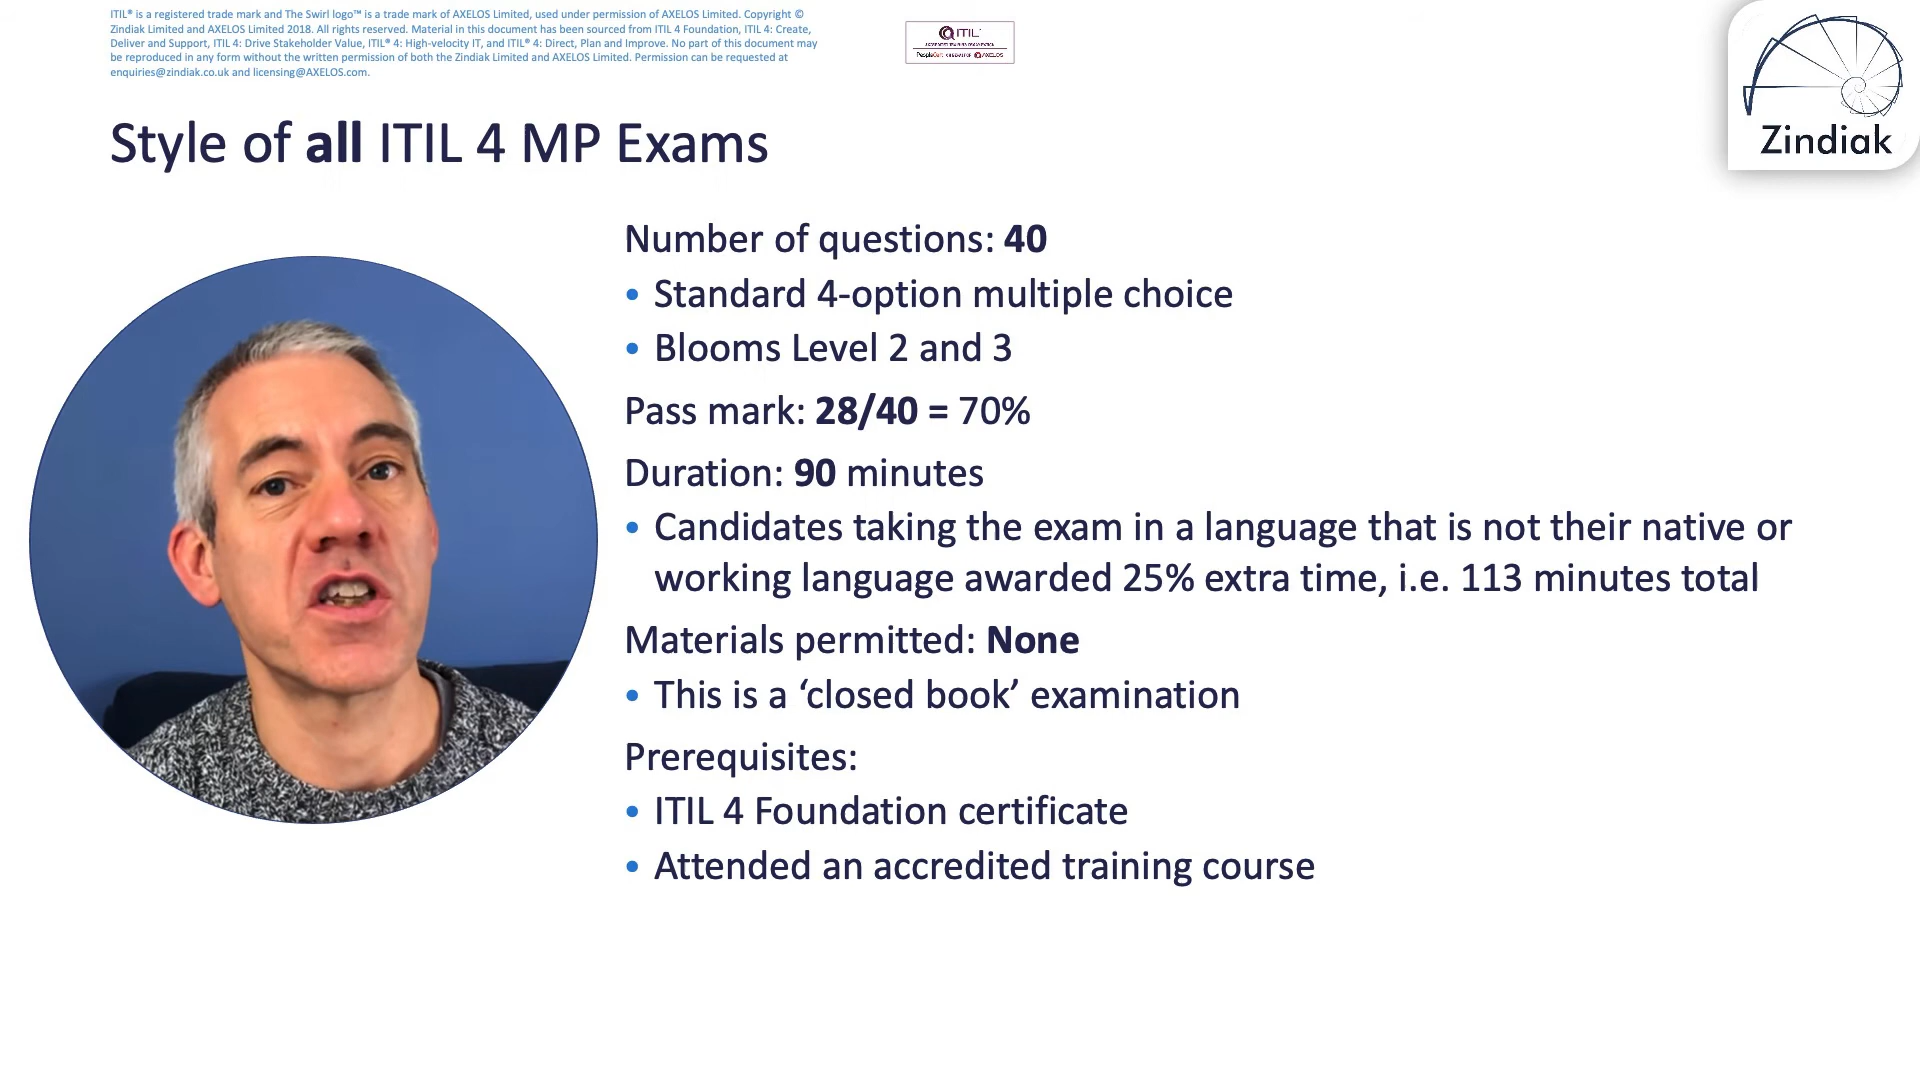 ITIL® is a registered trade mark and The Swirl logo™ is a trade mark of AXELOS Limited, used under permission of AXELOS Limited. Copyright ©
Zindiak Limited and AXELOS Limited 2018. All rights reserved. Material in this document has been sourced from ITIL 4 Foundation, ITIL 4: Create,
Deliver and Support, ITIL 4: Drive Stakeholder Value, ITIL® 4: High-velocity IT, and ITIL® 4: Direct, Plan and Improve. No part of this document may
be reproduced in any form without the written permission of both the Zindiak Limited and AXELOS Limited. Permission can be requested at
enquiries@zindiak.co.uk and licensing@AXELOS.com.
ITIL
ACCREDITED TRAINING ORGANIZATION
PeopleCert ON BEHALF OF AXELOS
Zindiak
Style of all ITIL 4 MP Exams
Number of questions: 40
• Standard 4-option multiple choice
• Blooms Level 2 and 3
Pass mark: 28/40 = 70%
Duration: 90 minutes
• Candidates taking the exam in a language that is not their native or
working language awarded 25% extra time, i.e. 113 minutes total
Materials permitted: None
• This is a ‘closed book’ examination
Prerequisites:
• ITIL 4 Foundation certificate
• Attended an accredited training course